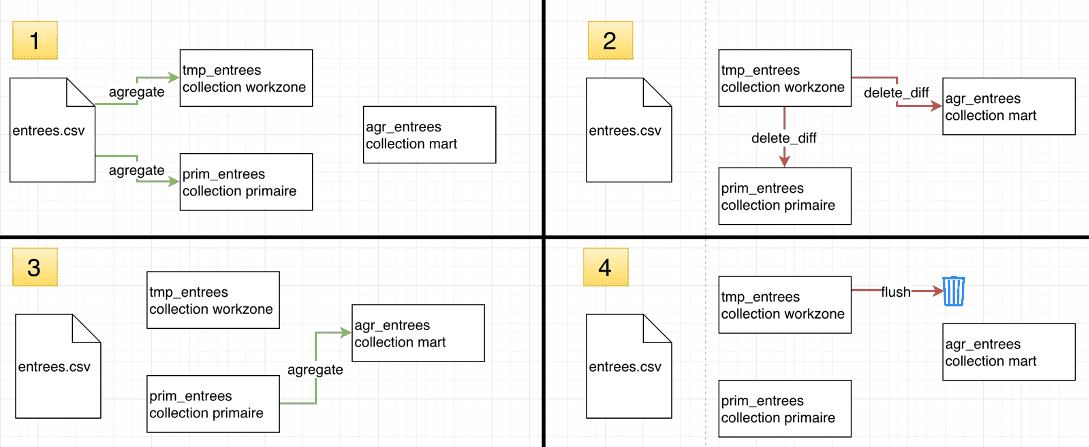 1
tmp_entrees
collection workzone
agregate
entrees.csv
agr_entrees
collection mart
agregate
prim_entrees
collection primaire
2
tmp_entrees
collection workzone
delete_diff
agr_entrees
collection mart
entrees.csv
delete_diff
prim_entrees
collection primaire
3
tmp_entrees
collection workzone
agr_entrees
collection mart
entrees.csv
agregate
prim_entrees
collection primaire
4
tmp_entrees
collection workzone
flush
agr_entrees
collection mart
entrees.csv
prim_entrees
collection primaire